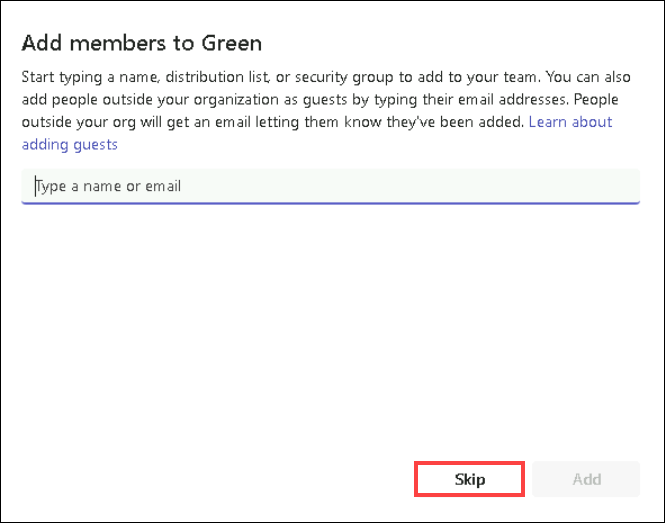 Add members to Green
Start typing a name, distribution list, or security group to add to your team. You can also
add people outside your organization as guests by typing their email addresses. People
outside your org will get an email letting them know they've been added. Learn about
adding guests
Type a name or email
Skip
Add